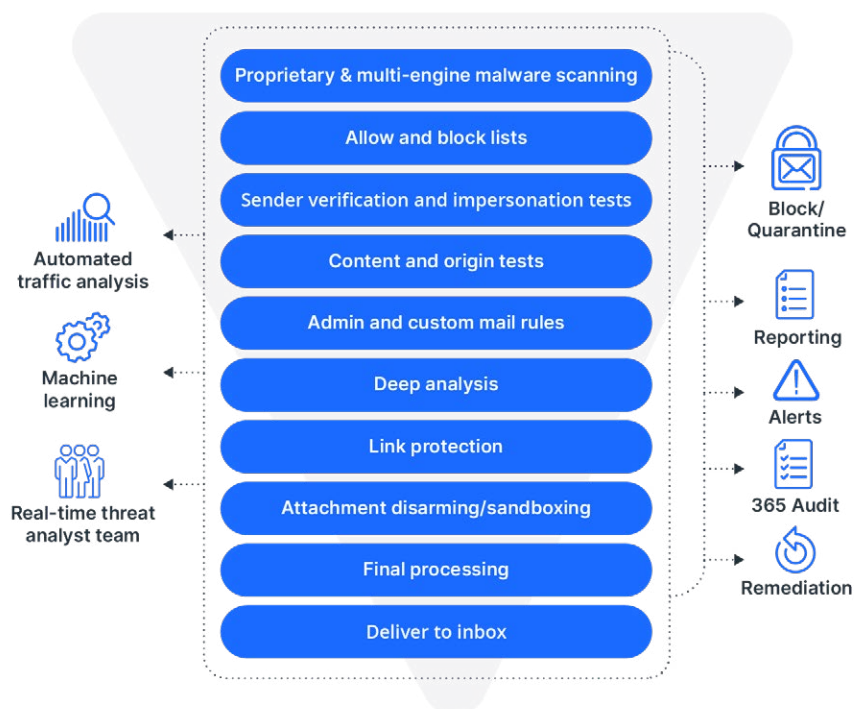 Proprietary & multi-engine malware scanning
Allow and block lists
Sender verification and impersonation tests
Content and origin tests
Admin and custom mail rules
Deep analysis
Link protection
Attachment disarming/sandboxing
Final processing
Deliver to inbox
Automated
traffic analysis
Machine
learning
Real-time threat
analyst team
Block/
Quarantine
Reporting
Alerts
365 Audit
Remediation